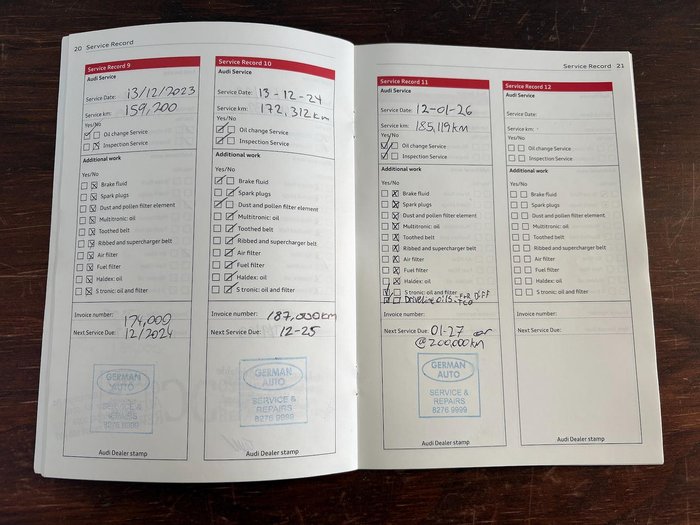 20 Service Record
Service Record 9
Audi Service
Service Date: 13/12/2023
Service km: 159,200
Yes/No
Oil change Service
Inspection Service
Additional work
Yes/No
Brake fluid
Spark plugs
Dust and pollen filter element
Multitronic: oil
Toothed belt
Ribbed and supercharger belt
Air filter
Fuel filter
Haldex: oil
S tronic: oil and filter
Invoice number:
174,000
Next Service Due:
12/2024
GERMAN
AUTO
SERVICE &
REPAIRS
8276 9999
Audi Dealer stamp
Service Record 10
Audi Service
Service Date: 13-12-24
Service km: 172,312km
Yes/No
Oil change Service
Inspection Service
Additional work
Yes/No
Brake fluid
Spark plugs
Dust and pollen filter element
Multitronic: oil
Toothed belt
Ribbed and supercharger belt
Air filter
Fuel filter
Haldex: oil
S tronic: oil and filter
Invoice number: 187,000km
Next Service Due: 12-25
GERMAN
AUTO
SERVICE &
REPAIRS
8276 9999
Audi Dealer stamp
Service Record 21
Service Record 11
Audi Service
Service Date: 12-01-26
Service km: 185,119km
Yes/No
Oil change Service
Inspection Service
Additional work
Yes/No
Brake fluid
Spark plugs
Dust and pollen filter element
Multitronic: oil
Toothed belt
Ribbed and supercharger belt
Air filter
Fuel filter
Haldex: oil
S tronic: oil and filter
Driveline oils - F+R Diff
Invoice number:
Next Service Due: 01-27 or
@200,000km
GERMAN
AUTO
SERVICE &
REPAIRS
8276 9999
Audi Dealer stamp
Service Record 12
Audi Service
Service Date:
Service km:
Yes/No
Oil change Service
Inspection Service
Additional work
Yes/No
Brake fluid
Spark plugs
Dust and pollen filter element
Multitronic: oil
Toothed belt
Ribbed and supercharger belt
Air filter
Fuel filter
Haldex: oil
S tronic: oil and filter
Invoice number:
Next Service Due:
Audi Dealer stamp